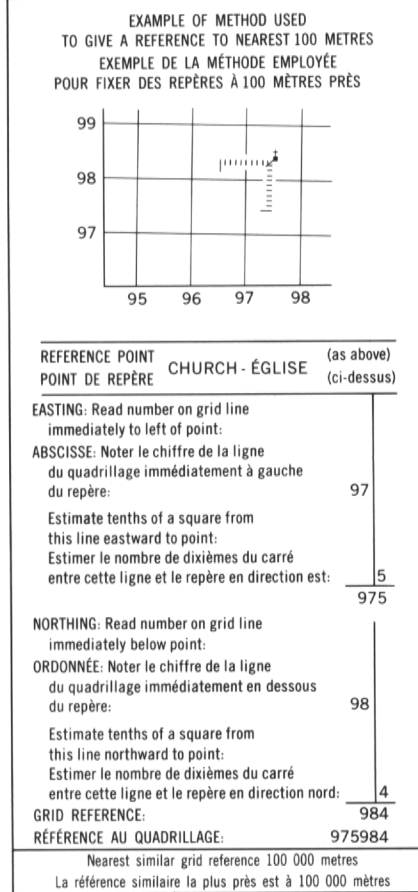 EXAMPLE OF METHOD USED
TO GIVE A REFERENCE TO NEAREST 100 METRES
EXEMPLE DE LA MÉTHODE EMPLOYÉE
POUR FIXER DES REPÈRES À 100 MÈTRES PRÈS
99
98
97
95 96 97 98
REFERENCE POINT
POINT DE REPÈRE
CHURCH - ÉGLISE
(as above)
(ci-dessus)
EASTING: Read number on grid line
immediately to left of point:
ABSCISSE: Noter le chiffre de la ligne
du quadrillage immédiatement à gauche
du repère: 97
Estimate tenths of a square from
this line eastward to point:
Estimer le nombre de dixièmes du carré
entre cette ligne et le repère en direction est: 5
975
NORTHING: Read number on grid line
immediately below point:
ORDONNÉE: Noter le chiffre de la ligne
du quadrillage immédiatement en dessous
du repère: 98
Estimate tenths of a square from
this line northward to point:
Estimer le nombre de dixièmes du carré
entre cette ligne et le repère en direction nord: 4
GRID REFERENCE: 984
RÉFÉRENCE AU QUADRILLAGE: 975984
Nearest similar grid reference 100 000 metres
La référence similaire la plus près est à 100 000 mètres